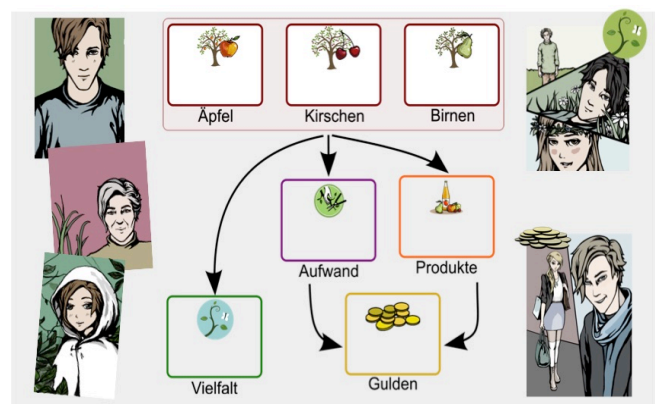 Äpfel
Kirschen
Birnen
Aufwand
Produkte
Vielfalt
Gulden